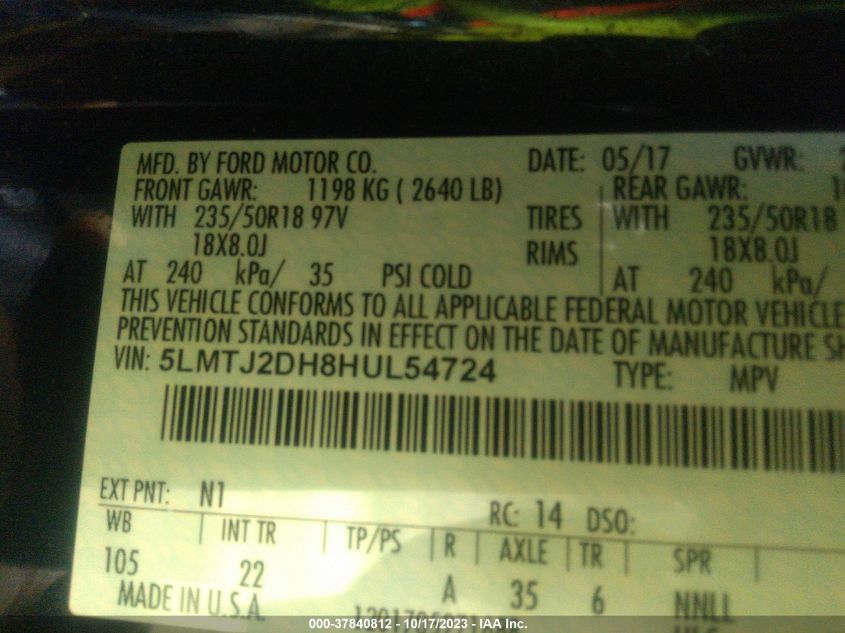 MFD. BY FORD MOTOR CO. DATE: 05/17 GVWR:
FRONT GAWR: 1198 KG ( 2640 LB) REAR GAWR:
WITH 235/50R18 97V TIRES WITH 235/50R18
18X8.0J RIMS 18X8.0J
AT 240 kPa/ 35 PSI COLD AT 240 kPa/
THIS VEHICLE CONFORMS TO ALL APPLICABLE FEDERAL MOTOR VEHICLE
PREVENTION STANDARDS IN EFFECT ON THE DATE OF MANUFACTURE
VIN: 5LMTJ2DH8HUL54724 TYPE: MPV
EXT PNT: N1 RC: 14 DSO:
WB INT TR TP/PS R AXLE TR SPR
105 22 A 35 6 NNLL
MADE IN U.S.A.
000-37840812 - 10/17/2023 - IAA Inc.